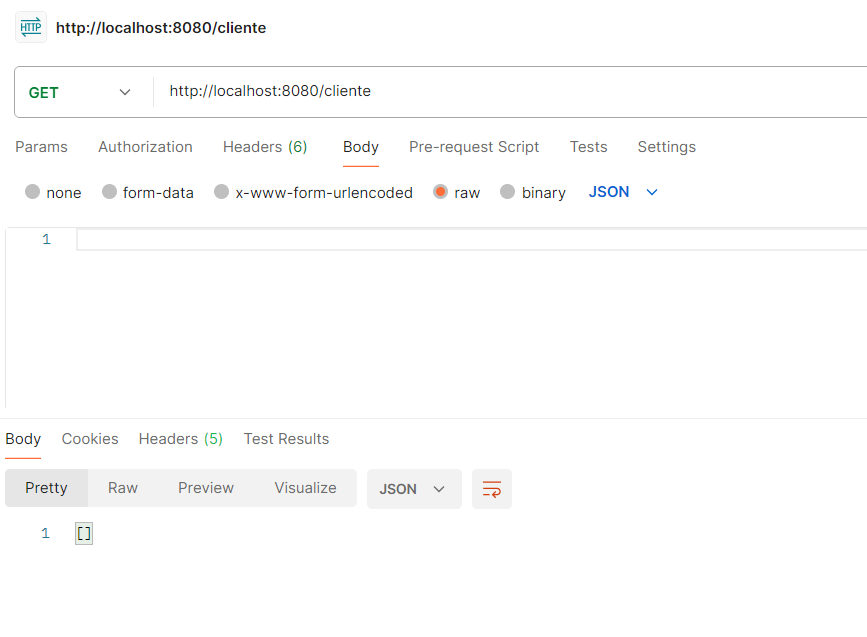 HTTP http://localhost:8080/cliente
GET http://localhost:8080/cliente
Params Authorization Headers (6) Body Pre-request Script Tests Settings
none form-data x-www-form-urlencoded raw binary JSON
1
Body Cookies Headers (5) Test Results
Pretty Raw Preview Visualize JSON
1 []